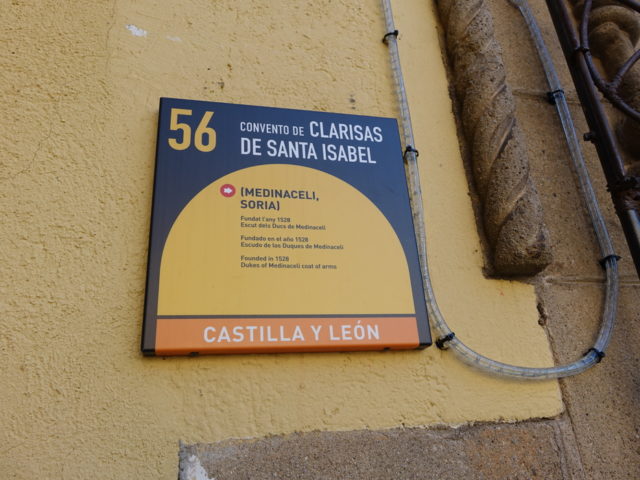 56
CONVENTO DE CLARISAS
DE SANTA ISABEL
(MEDINACELI,
SORIA)
Fundat l'any 1528
Escut dels Ducs de Medinaceli
Fundado en el año 1528
Escudo de los Duques de Medinaceli
Founded in 1528
Dukes of Medinaceli coat of arms
CASTILLA Y LEÓN